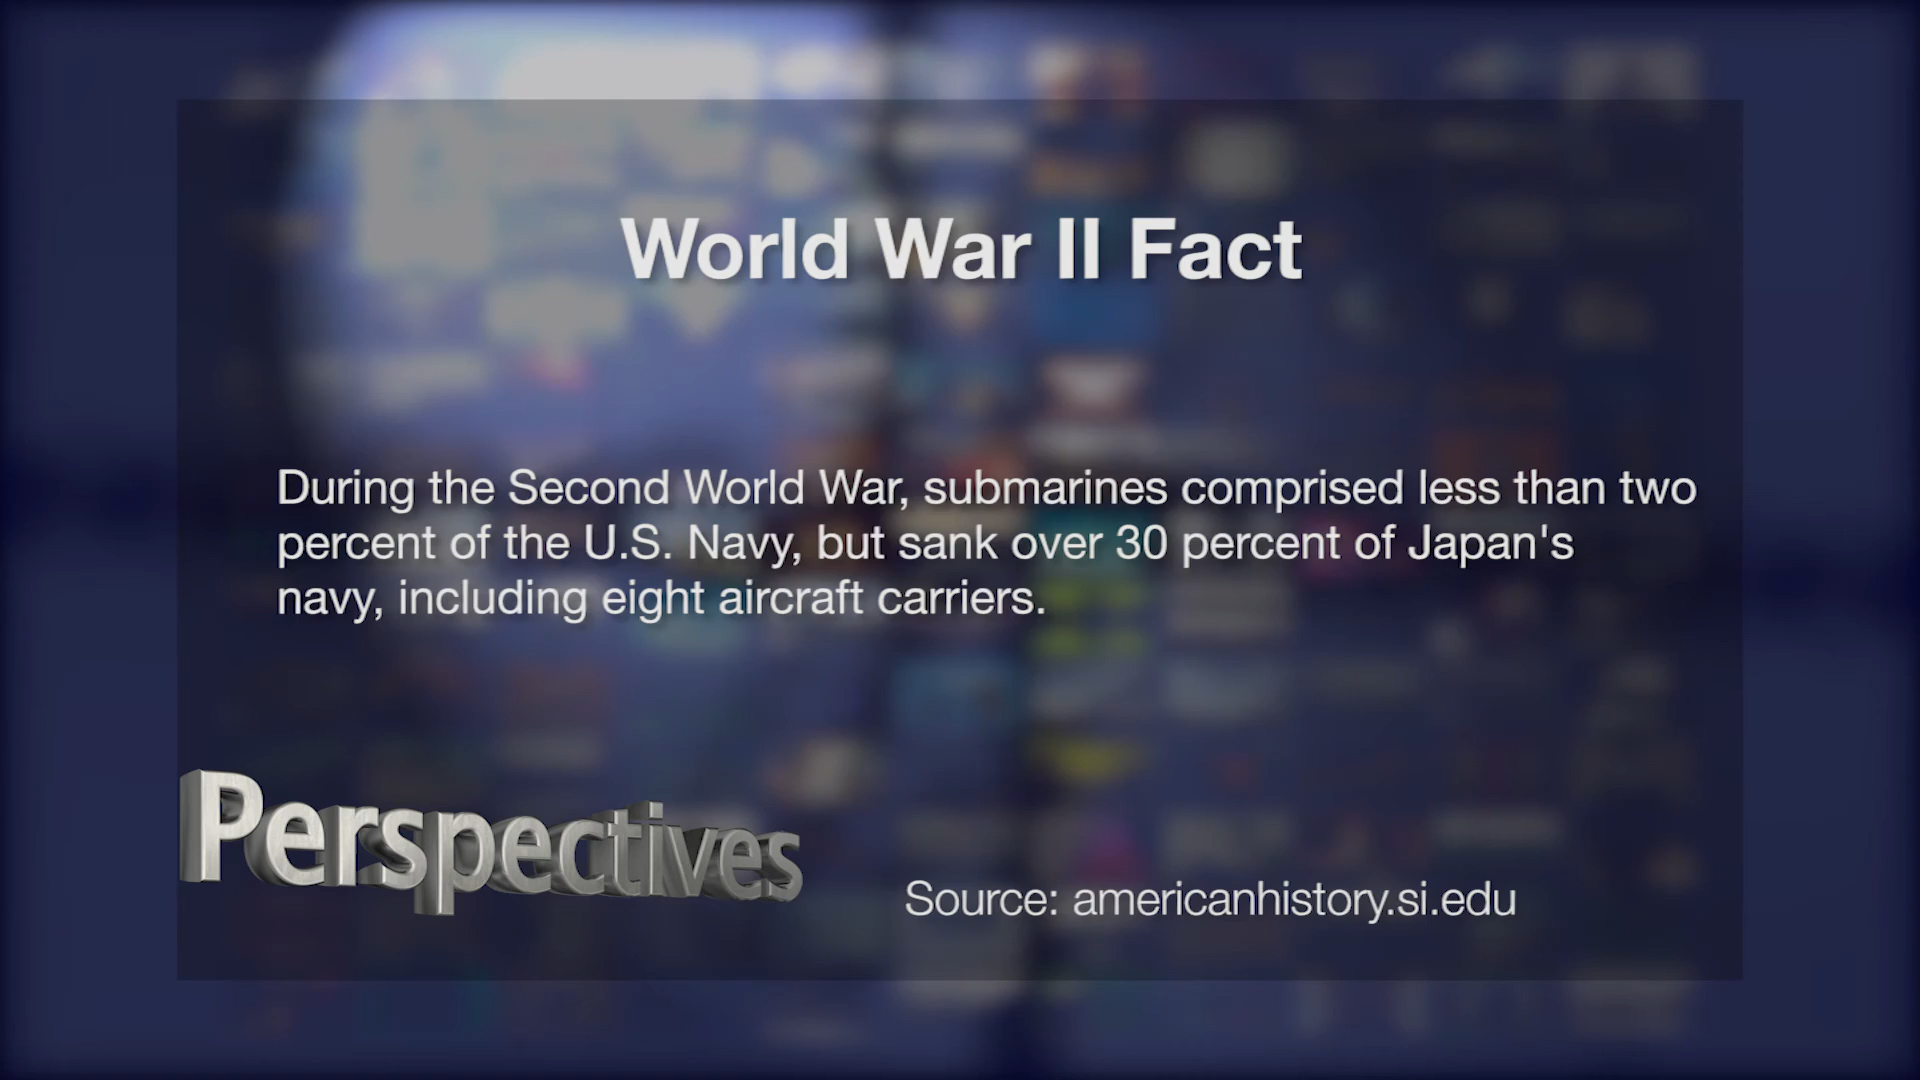 World War II Fact
During the Second World War, submarines comprised less than two
percent of the U.S. Navy, but sank over 30 percent of Japan's
navy, including eight aircraft carriers.
Perspectives
Source: americanhistory.si.edu